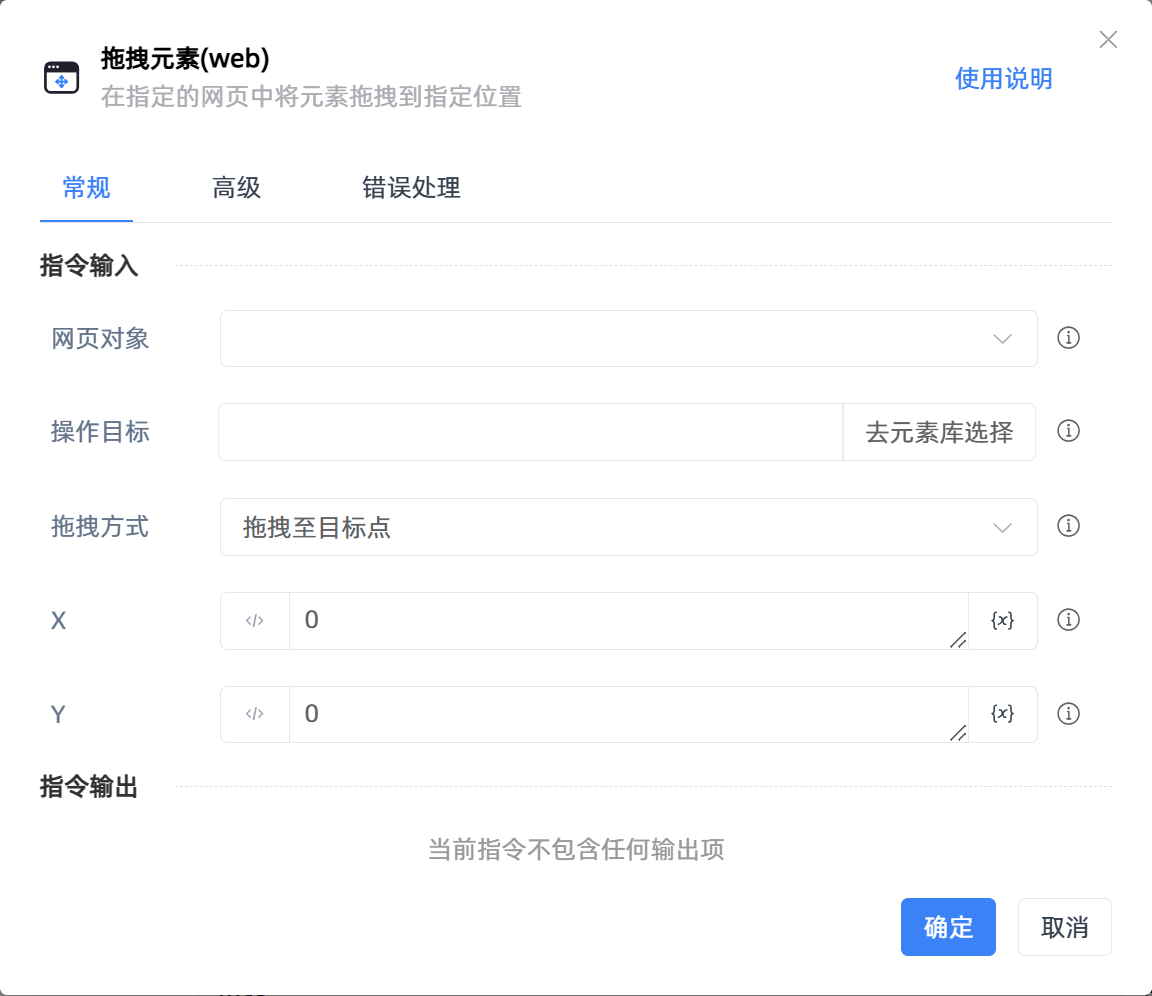 拖拽元素(web)
在指定的网页中将元素拖拽到指定位置
使用说明
常规
高级
错误处理
指令输入
网页对象
操作目标
去元素库选择
拖拽方式
拖拽至目标点
X
</>
0
{x}
Y
</>
0
{x}
指令输出
当前指令不包含任何输出项
确定
取消